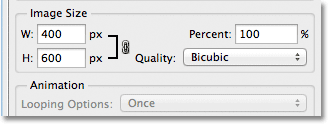 Image Size
W: 400 px Percent: 100 %
H: 600 px Quality: Bicubic
Animation
Looping Options: Once